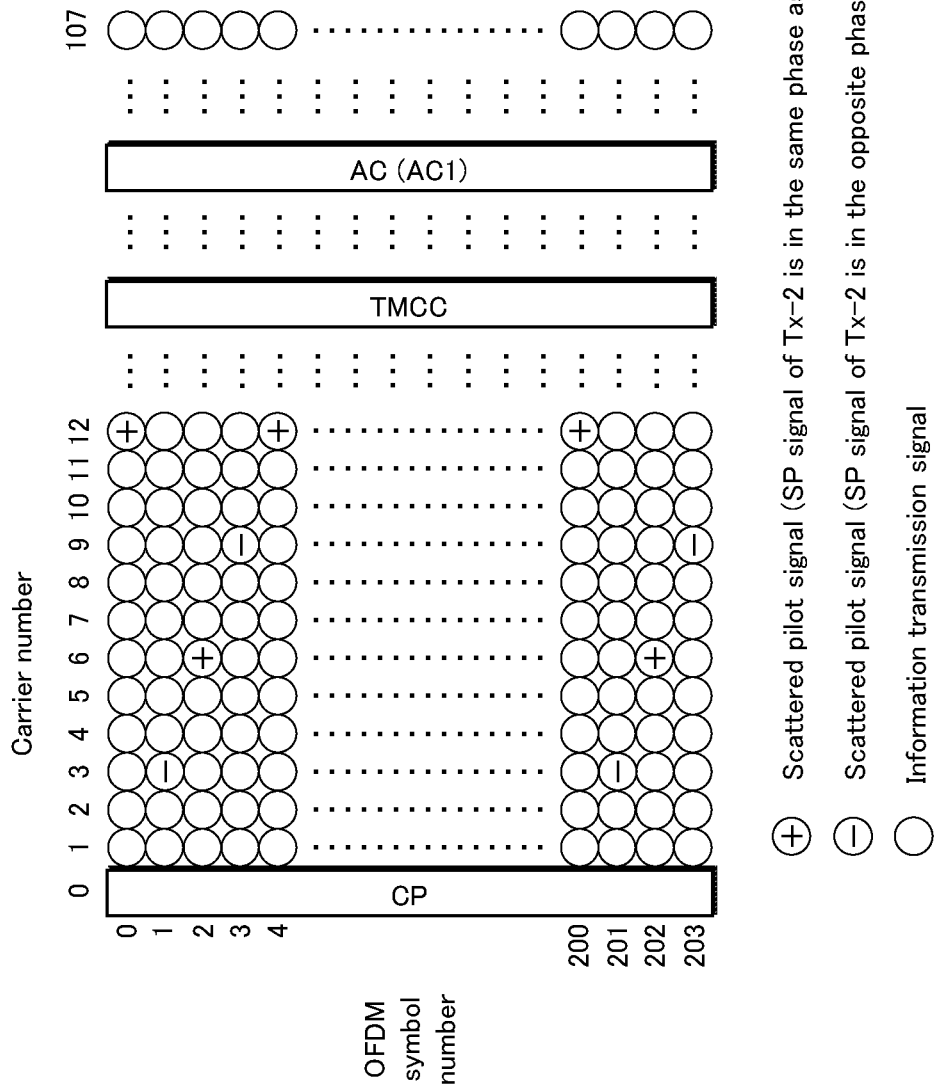 Carrier number
0 1 2 3 4 5 6 7 8 9 10 11 12 107
OFDM
symbol
number
0
1
2
3
4
200
201
202
203
CP
TMCC
AC (AC1)
+ + +
− −
+ +
− −
+ Scattered pilot signal (SP signal of Tx-2 is in the same phase as
− Scattered pilot signal (SP signal of Tx-2 is in the opposite phas
Information transmission signal